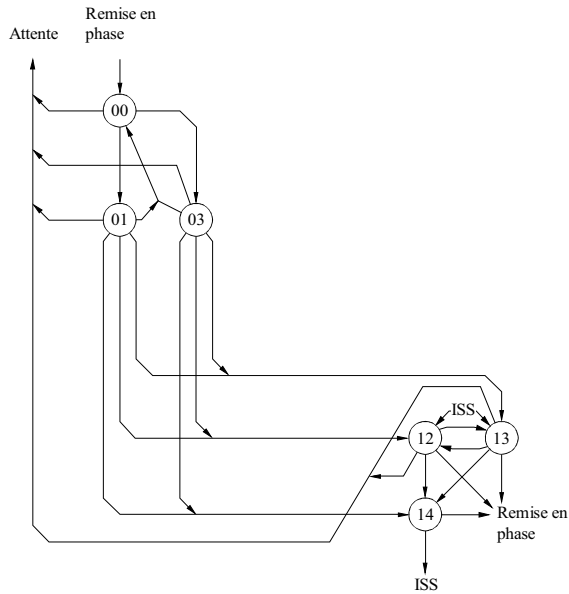 Remise en
phase
Attente
00
01
03
ISS
12
13
14
Remise en
phase
ISS